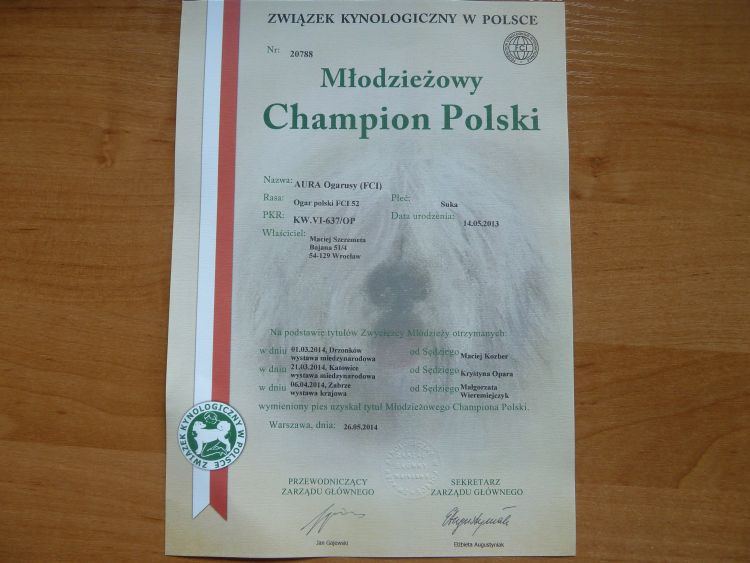 ZWIĄZEK KYNOLOGICZNY W POLSCE
FCI
Nr: 20788
Młodzieżowy
Champion Polski
Nazwa: AURA Ogarusy (FCI)
Rasa: Ogar polski FCI 52 Płeć: Suka
PKR: KW.VI-637/OP Data urodzenia: 14.05.2013
Właściciel: Maciej Szeremeta
Bajana 51/4
54-129 Wrocław
Na podstawie tytułów Zwycięzcy Młodzieży otrzymanych:
w dniu 01.03.2014, Drzonków od Sędziego Maciej Kozber
wystawa miedzynarodowa
w dniu 21.03.2014, Katowice od Sędziego Krystyna Opara
wystawa miedzynarodowa
w dniu 06.04.2014, Zabrze od Sędziego Małgorzata
wystawa krajowa Wieremiejczyk
wymieniony pies uzyskał tytuł Młodzieżowego Championa Polski.
Warszawa, dnia: 26.05.2014
ZWIĄZEK KYNOLOGICZNY W POLSCE
PRZEWODNICZĄCY SEKRETARZ
ZARZĄDU GŁÓWNEGO ZARZĄDU GŁÓWNEGO
Jan Gajewski Elżbieta Augustyniak